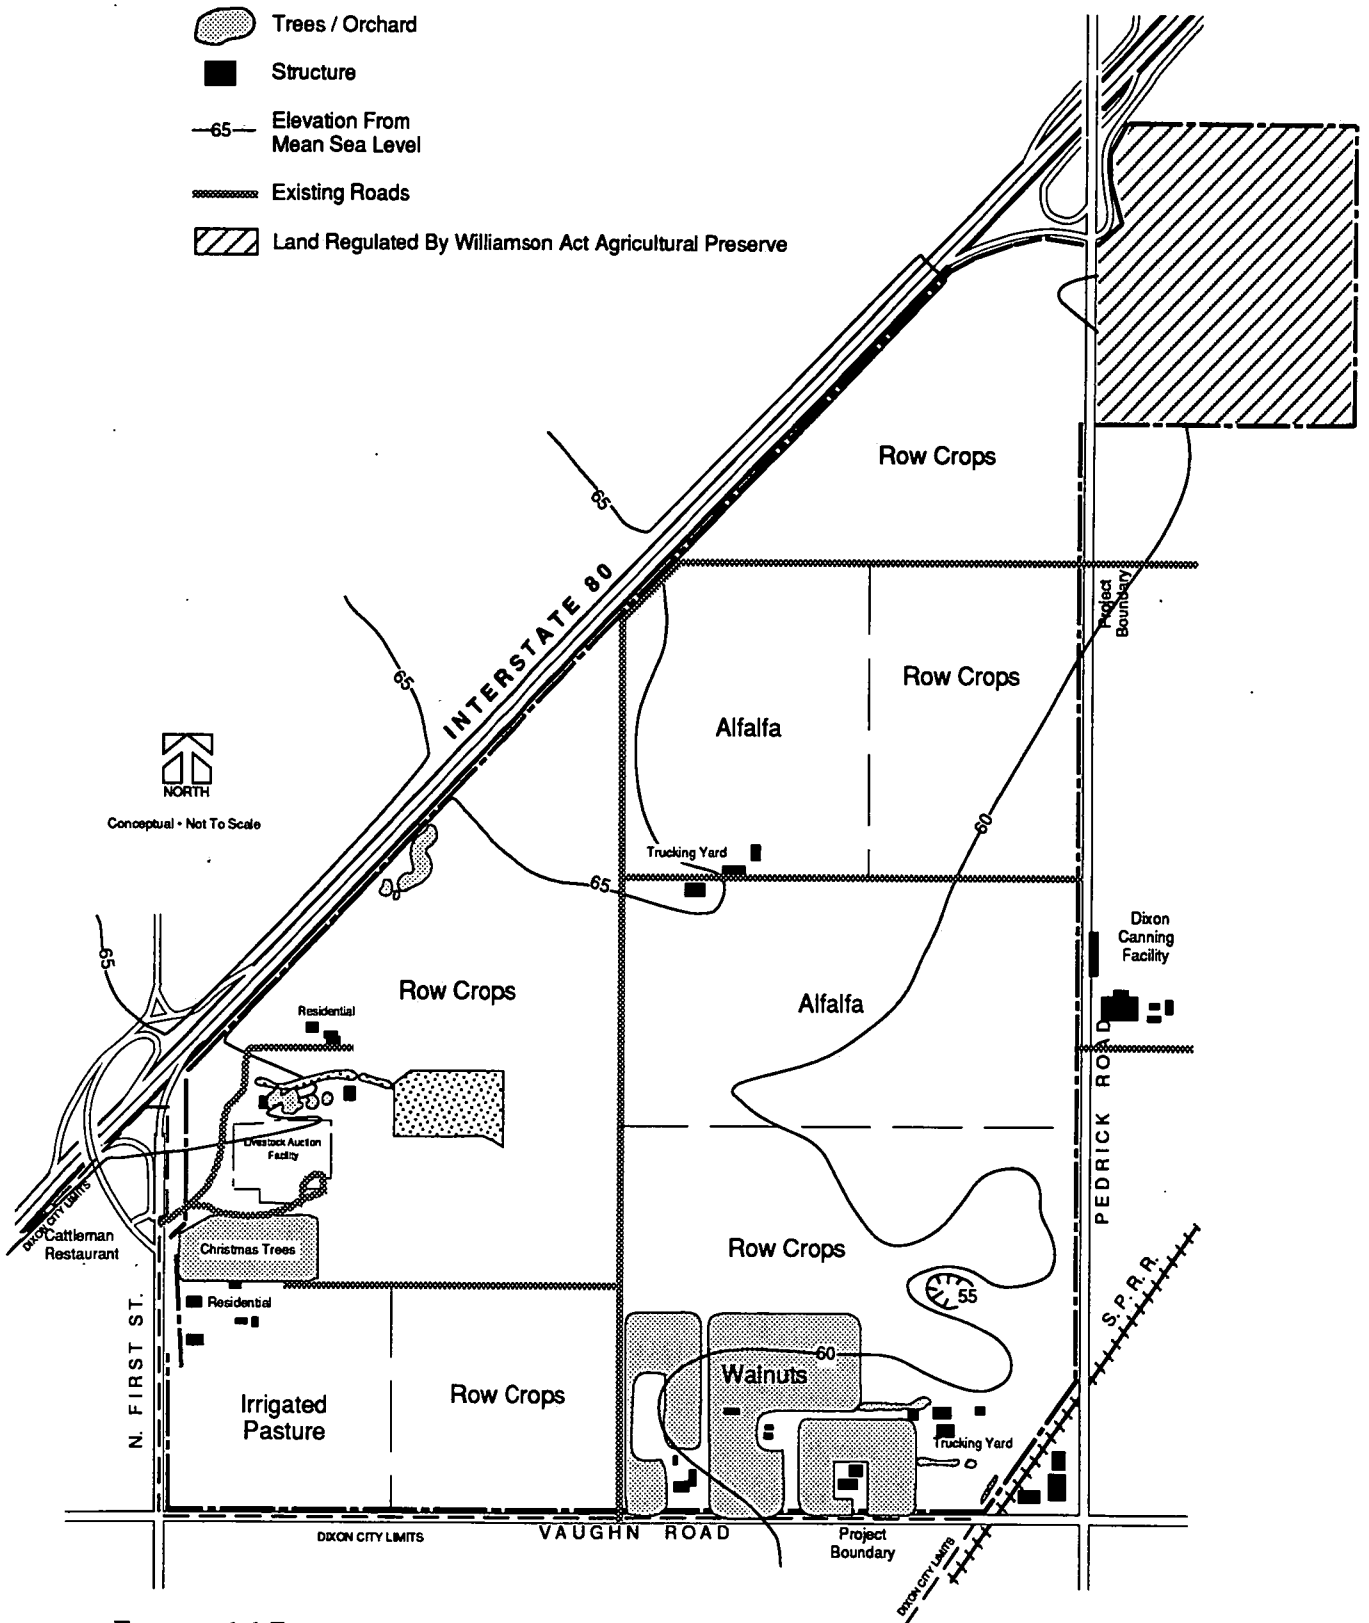 Trees / Orchard
Structure
65
Elevation From
Mean Sea Level
Existing Roads
Land Regulated By Williamson Act Agricultural Preserve
Row Crops
65
INTERSTATE 80
Project
Boundary
65
Row Crops
Alfalfa
NORTH
Conceptual • Not To Scale
60
Trucking Yard
65
Dixon
Canning
Facility
65
Row Crops
Alfalfa
Residential
PEDRICK ROAD
Livestock Auction
Facility
DIXON CITY LIMITS
Cattleman
Restaurant
Christmas Trees
Row Crops
S. P. R. R.
55
Residential
N. FIRST ST.
60
Walnuts
Irrigated
Pasture
Row Crops
Trucking Yard
DIXON CITY LIMITS
VAUGHN ROAD
Project
Boundary
DIXON CITY LIMITS